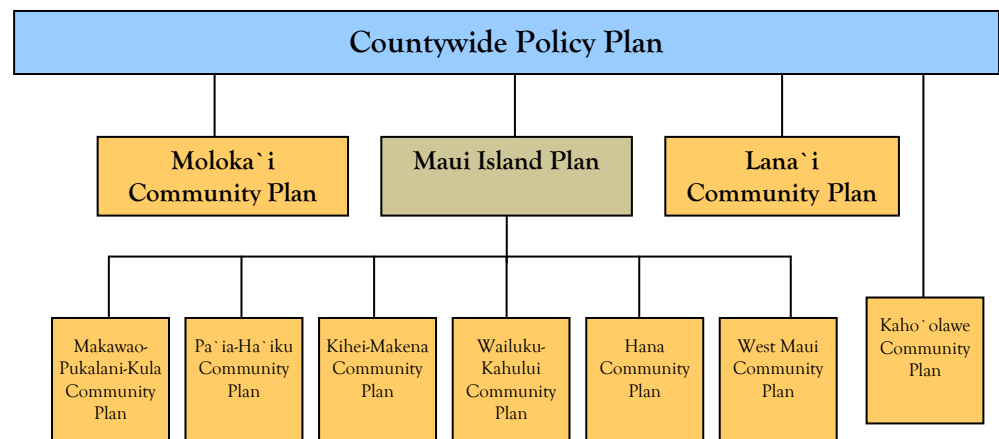 Countywide Policy Plan
Moloka`i
Community Plan
Maui Island Plan
Lana`i
Community Plan
Makawao-
Pukalani-Kula
Community
Plan
Pa`ia-Ha`iku
Community
Plan
Kihei-Makena
Community
Plan
Wailuku-
Kahului
Community
Plan
Hana
Community
Plan
West Maui
Community
Plan
Kaho`olawe
Community
Plan